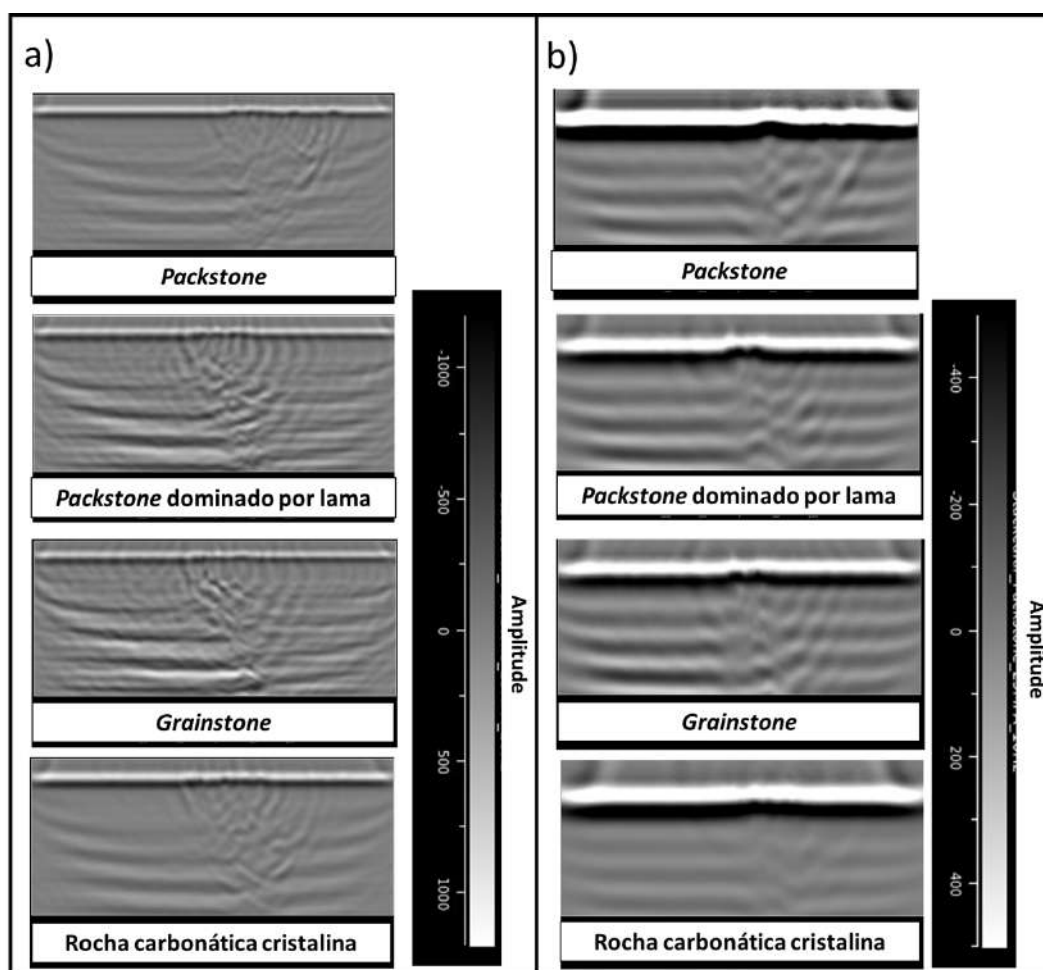 a)
Packstone
Packstone dominado por lama
Grainstone
Rocha carbonática cristalina
-1000
-500
0
500
1000
Amplitude
b)
Packstone
Packstone dominado por lama
Grainstone
Rocha carbonática cristalina
-400
-200
0
200
400
Amplitude